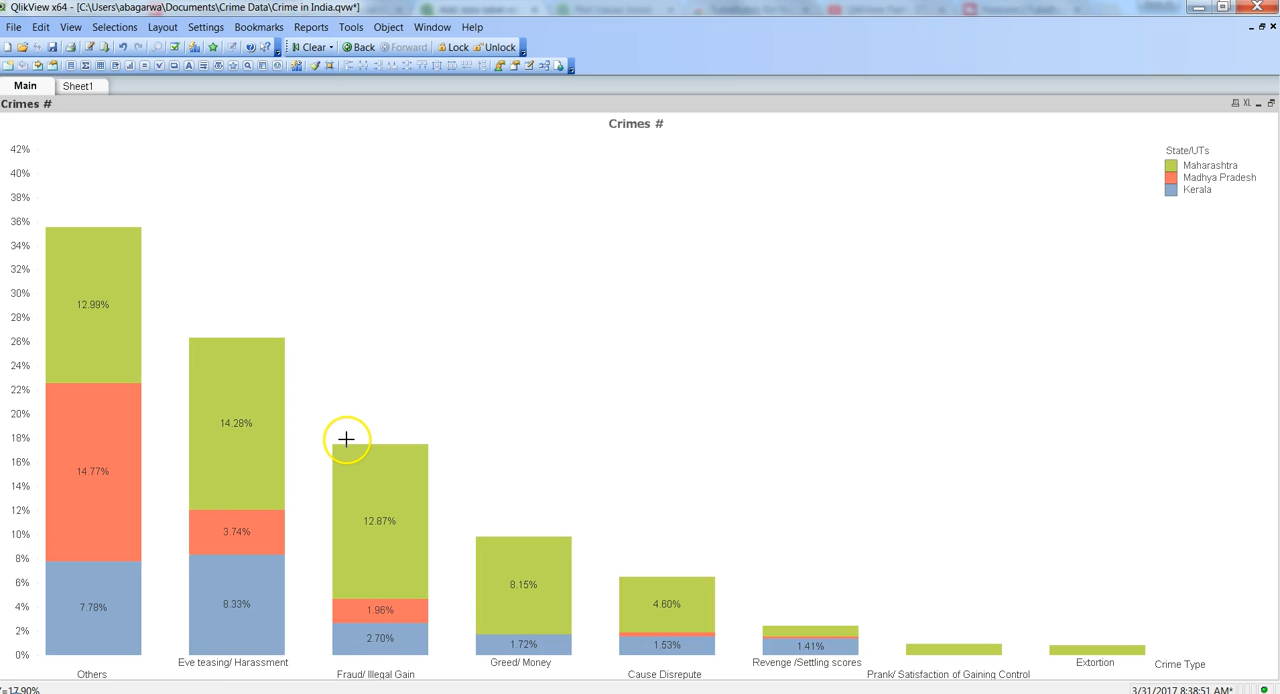 QlikView x64 - [C:\Users\abagarwa\Documents\Crime Data\Crime in India.qvw*]
File Edit View Selections Layout Settings Bookmarks Reports Tools Object Window Help
Clear Back Forward Lock Unlock
Main Sheet1
Crimes # XL
Crimes #
State/UTs
Maharashtra
Madhya Pradesh
Kerala
42%
40%
38%
36%
34%
32%
30%
28%
26%
24%
22%
20%
18%
16%
14%
12%
10%
8%
6%
4%
2%
0%
12.99%
14.77%
7.78%
14.28%
3.74%
8.33%
12.87%
1.96%
2.70%
8.15%
1.72%
4.60%
1.53%
1.41%
Others
Eve teasing/ Harassment
Fraud/ Illegal Gain
Greed/ Money
Cause Disrepute
Revenge /Settling scores
Prank/ Satisfaction of Gaining Control
Extortion
Crime Type
=17.90%
3/31/2017 8:38:51 AM*